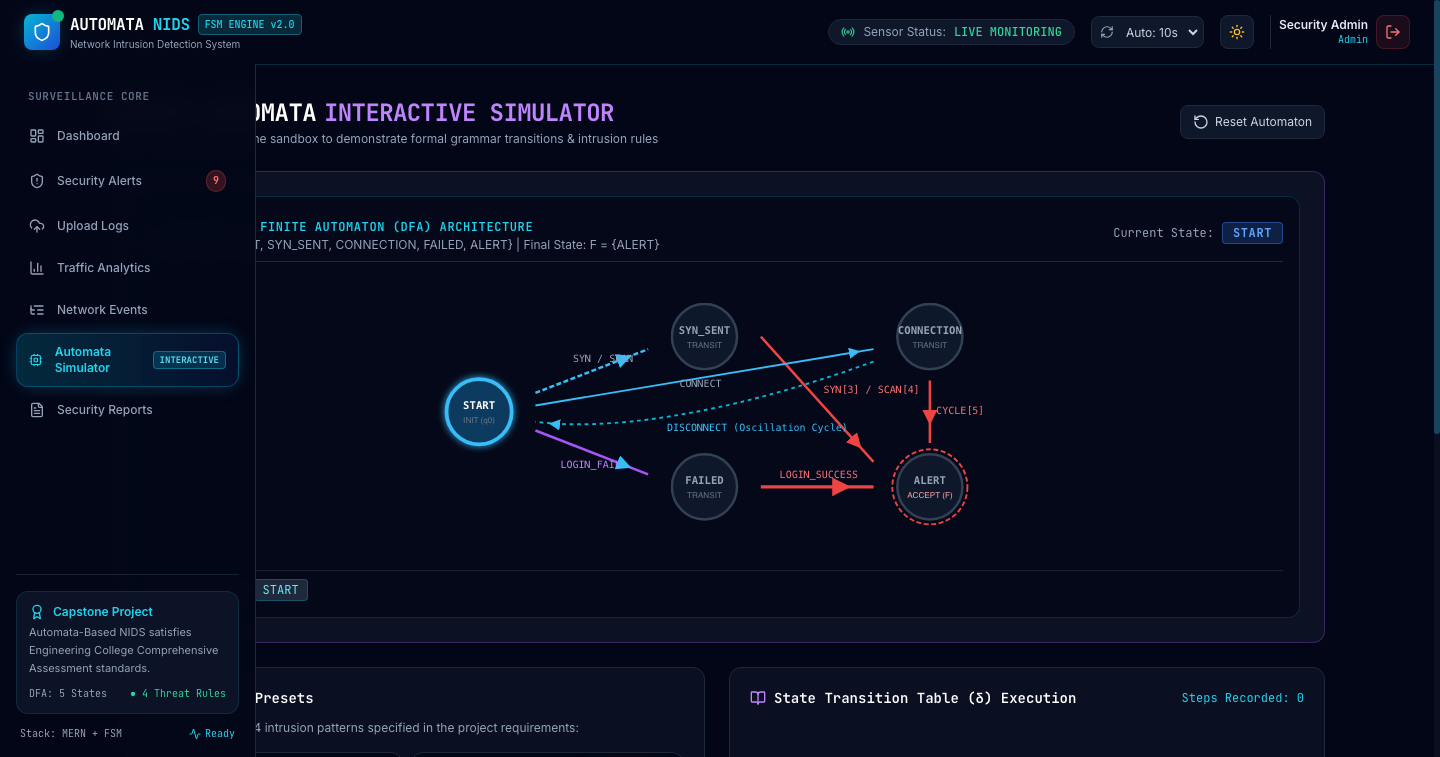 AUTOMATA NIDS FSM ENGINE v2.0
Network Intrusion Detection System
Sensor Status: LIVE MONITORING
Auto: 10s
Security Admin
Admin
SURVEILLANCE CORE
Dashboard
Security Alerts 9
Upload Logs
Traffic Analytics
Network Events
Automata
Simulator
INTERACTIVE
Security Reports
Capstone Project
Automata-Based NIDS satisfies
Engineering College Comprehensive
Assessment standards.
DFA: 5 States ● 4 Threat Rules
Stack: MERN + FSM Ready
OMATA INTERACTIVE SIMULATOR
ne sandbox to demonstrate formal grammar transitions & intrusion rules
Reset Automaton
FINITE AUTOMATON (DFA) ARCHITECTURE
T, SYN_SENT, CONNECTION, FAILED, ALERT} | Final State: F = {ALERT}
Current State: START
SYN_SENT
TRANSIT
CONNECTION
TRANSIT
SYN / SCAN
CONNECT
SYN[3] / SCAN[4]
START
INIT (q0)
CYCLE[5]
DISCONNECT (Oscillation Cycle)
LOGIN_FAIL
FAILED
TRANSIT
LOGIN_SUCCESS
ALERT
ACCEPT (F)
START
Presets
4 intrusion patterns specified in the project requirements:
State Transition Table (δ) Execution
Steps Recorded: 0